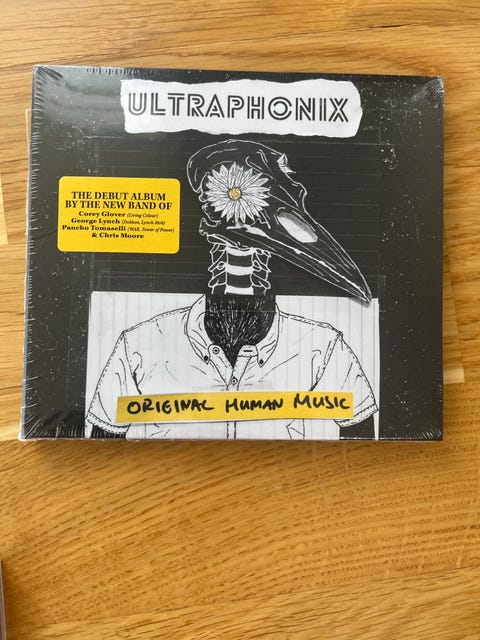 ULTRAPHONIX
THE DEBUT ALBUM
BY THE NEW BAND OF
Corey Glover (Living Colour)
George Lynch (Dokken, Lynch Mob)
Pancho Tomaselli (WAR, Tower of Power)
& Chris Moore
ORIGINAL HUMAN MUSIC